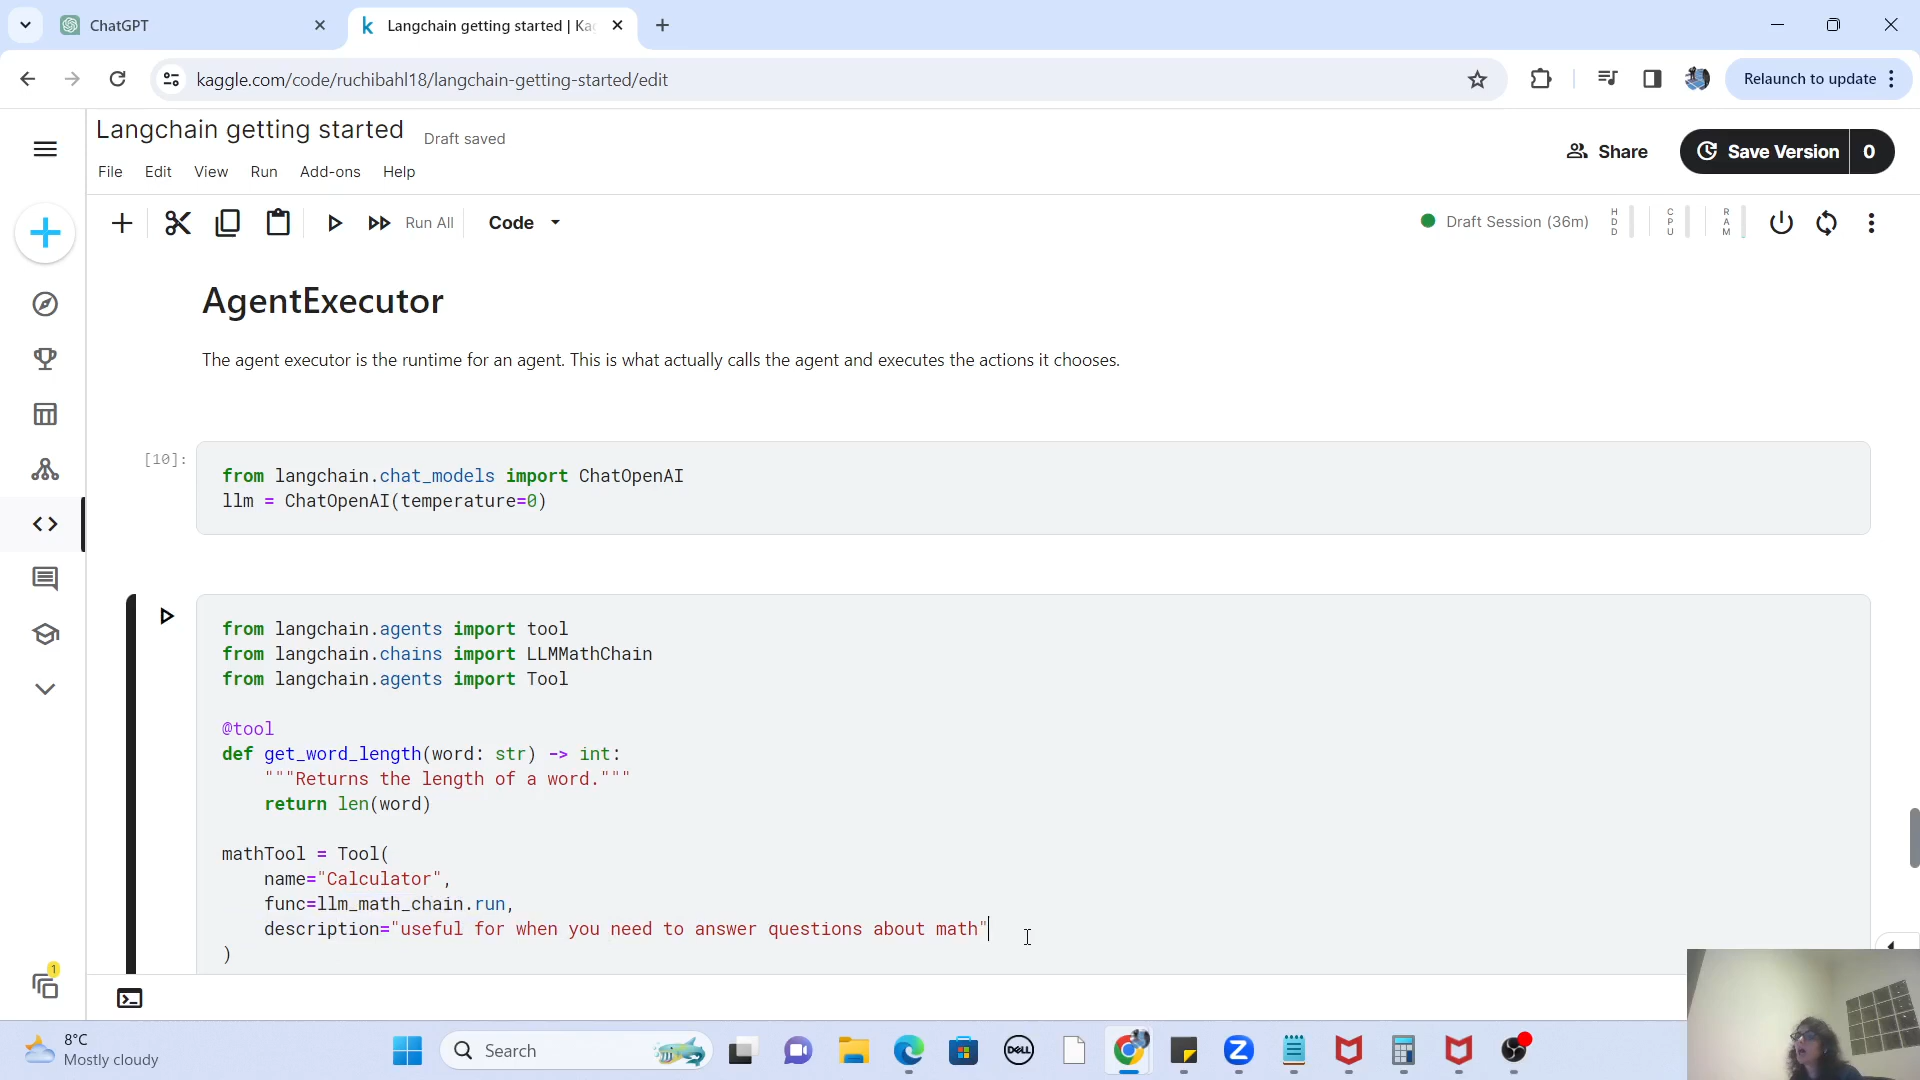 ChatGPT
Langchain getting started | Ka
kaggle.com/code/ruchibahl18/langchain-getting-started/edit
Relaunch to update
Langchain getting started
Draft saved
File Edit View Run Add-ons Help
Share
Save Version 0
Run All
Code
Draft Session (36m)
HDD
CPU
RAM
AgentExecutor
The agent executor is the runtime for an agent. This is what actually calls the agent and executes the actions it chooses.
[10]:
from langchain.chat_models import ChatOpenAI
llm = ChatOpenAI(temperature=0)
from langchain.agents import tool
from langchain.chains import LLMMathChain
from langchain.agents import Tool
@tool
def get_word_length(word: str) -> int:
"""Returns the length of a word."""
return len(word)
mathTool = Tool(
name="Calculator",
func=llm_math_chain.run,
description="useful for when you need to answer questions about math"
)
1
8°C
Mostly cloudy
Search
DELL